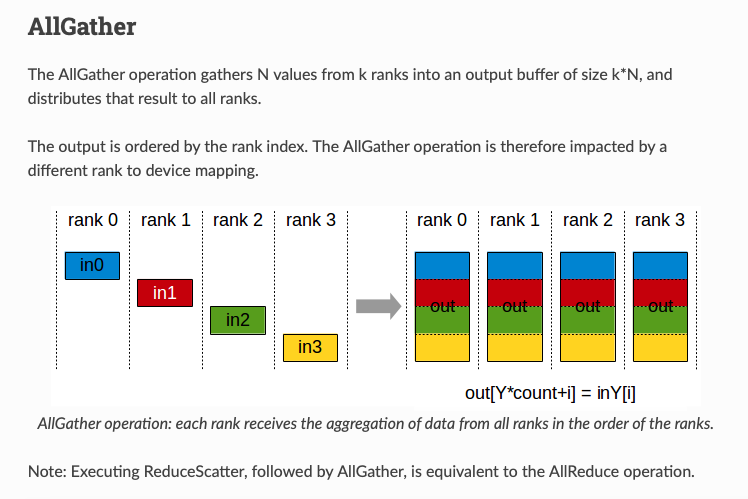 AllGather
The AllGather operation gathers N values from k ranks into an output buffer of size k*N, and
distributes that result to all ranks.
The output is ordered by the rank index. The AllGather operation is therefore impacted by a
different rank to device mapping.
rank 0 rank 1 rank 2 rank 3 rank 0 rank 1 rank 2 rank 3
in0
in1
out out out out
in2
in3
out[Y*count+i] = inY[i]
AllGather operation: each rank receives the aggregation of data from all ranks in the order of the ranks.
Note: Executing ReduceScatter, followed by AllGather, is equivalent to the AllReduce operation.